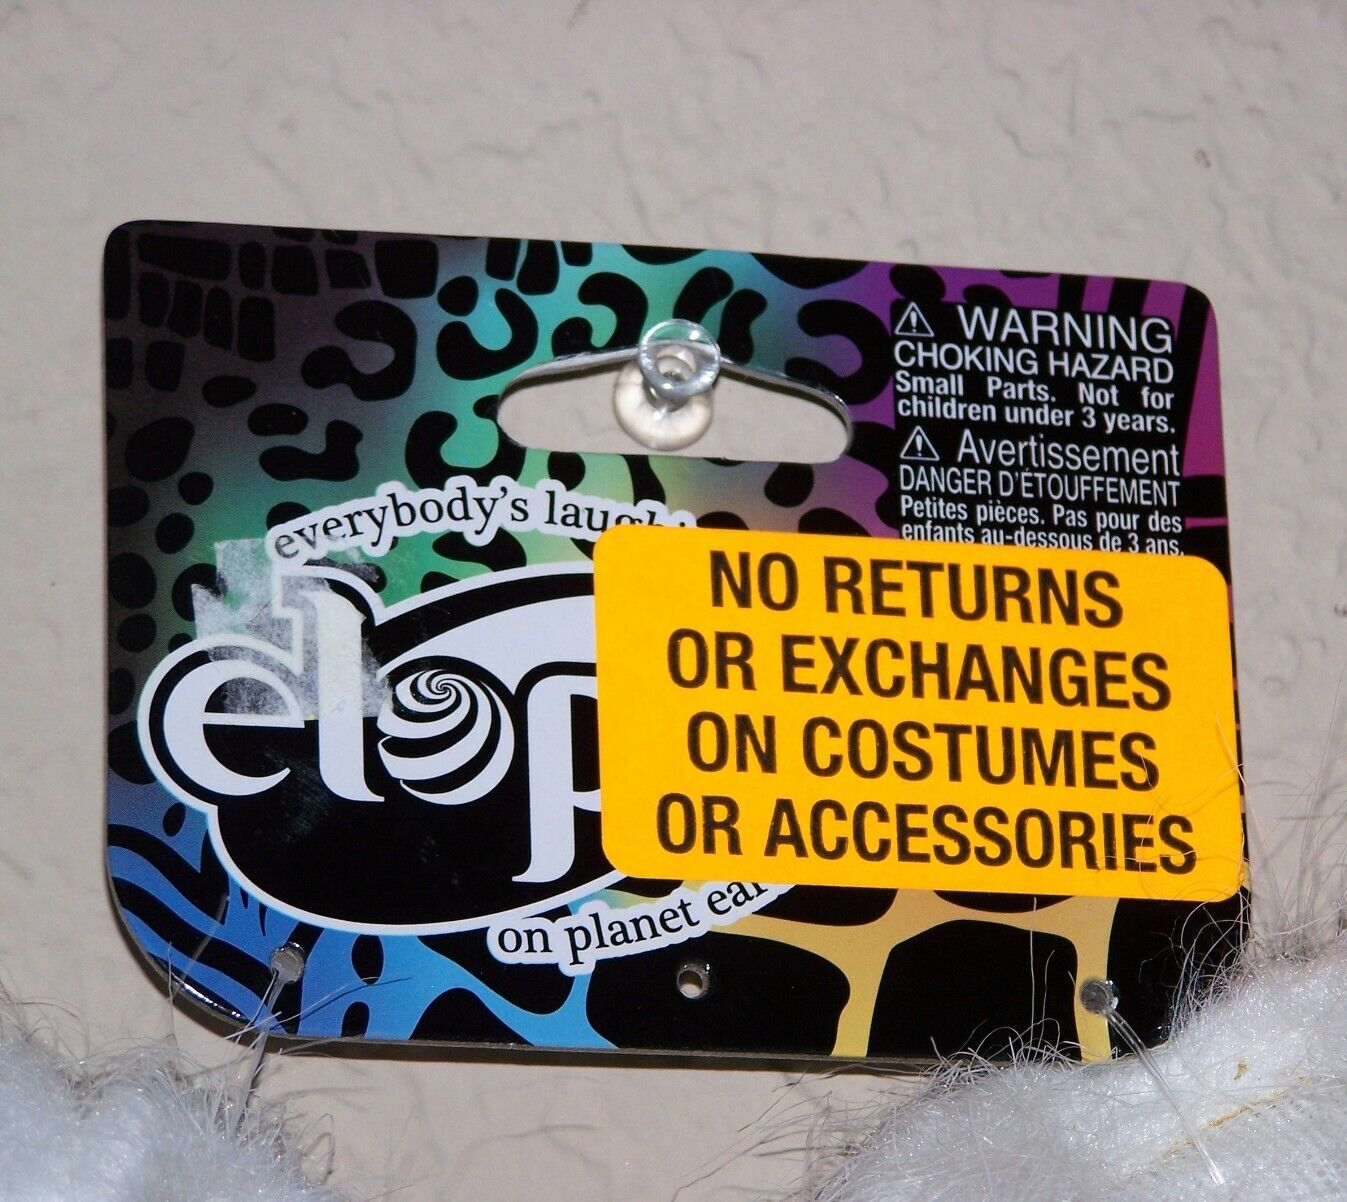 WARNING
CHOKING HAZARD
Small Parts. Not for
children under 3 years.
Avertissement
DANGER D'ÉTOUFFEMENT
Petites pièces. Pas pour des
enfants au-dessous de 3 ans.
everybody's
NO RETURNS
OR EXCHANGES
ON COSTUMES
OR ACCESSORIES
on planet